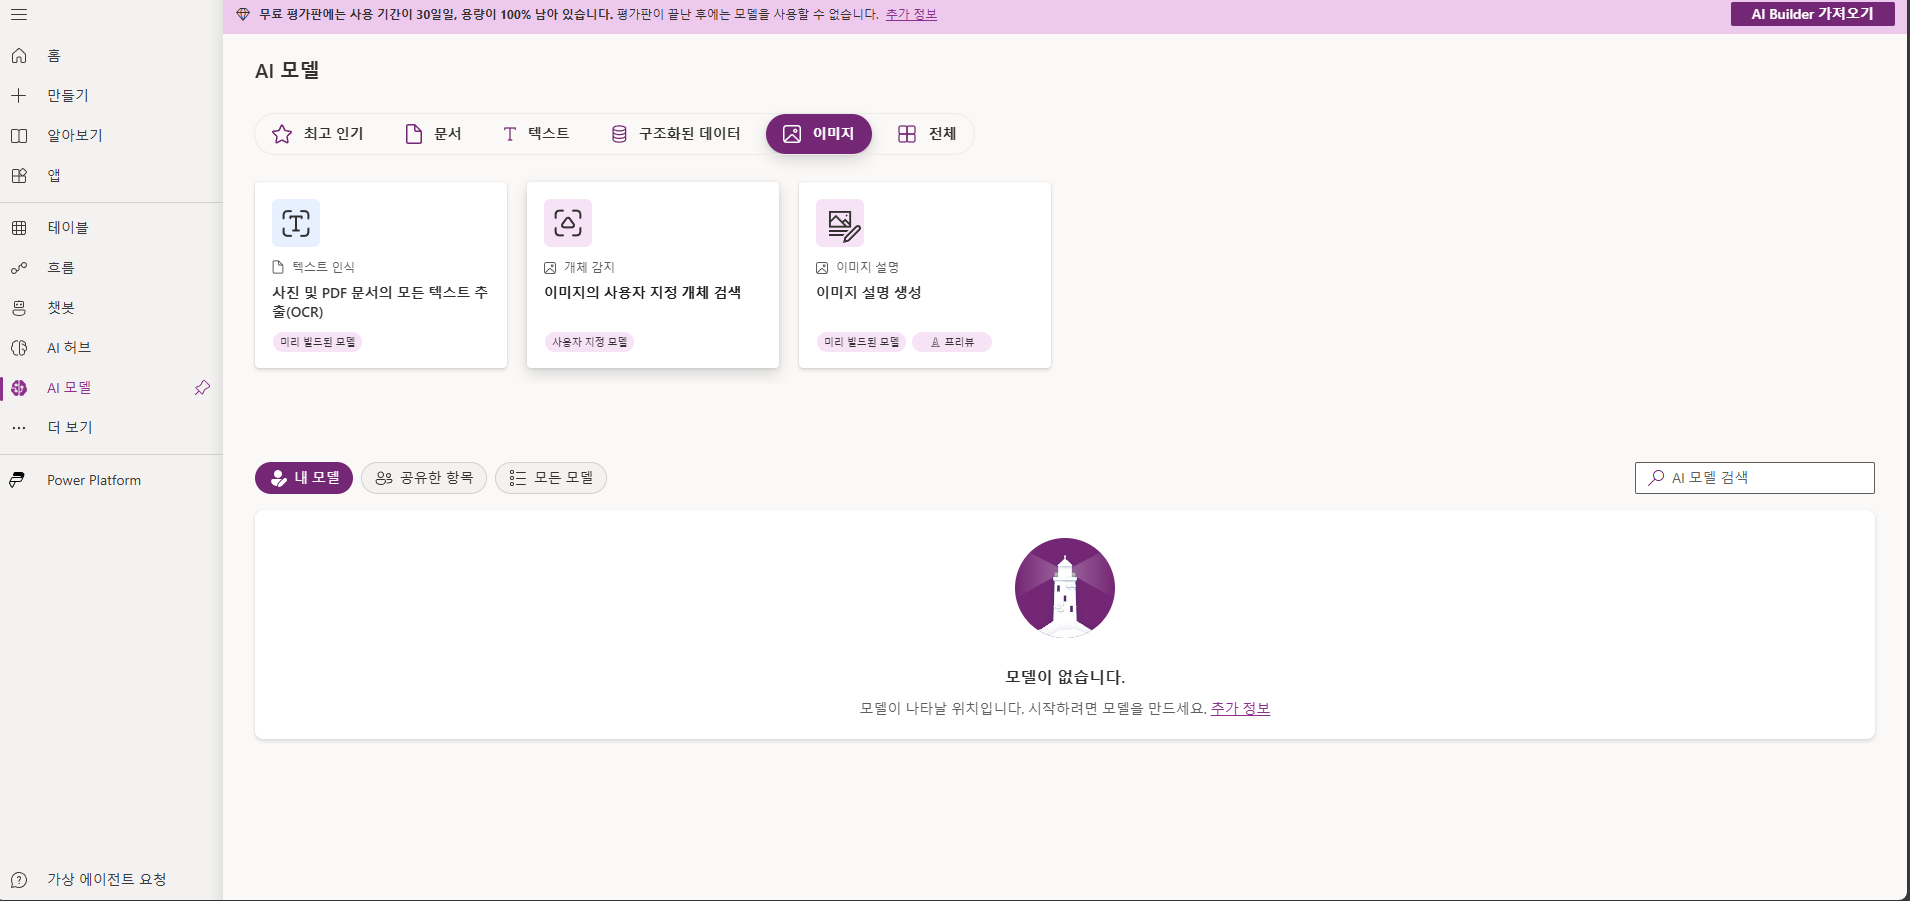 무료 평가판에는 사용 기간이 30일일, 용량이 100% 남아 있습니다. 평가판이 끝난 후에는 모델을 사용할 수 없습니다. 추가 정보
AI Builder 가져오기
홈
만들기
알아보기
앱
테이블
흐름
챗봇
AI 허브
AI 모델
더 보기
Power Platform
가상 에이전트 요청
AI 모델
최고 인기
문서
텍스트
구조화된 데이터
이미지
전체
텍스트 인식
사진 및 PDF 문서의 모든 텍스트 추
출(OCR)
미리 빌드된 모델
개체 감지
이미지의 사용자 지정 개체 검색
사용자 지정 모델
이미지 설명
이미지 설명 생성
미리 빌드된 모델
프리뷰
내 모델
공유한 항목
모든 모델
AI 모델 검색
모델이 없습니다.
모델이 나타날 위치입니다. 시작하려면 모델을 만드세요. 추가 정보